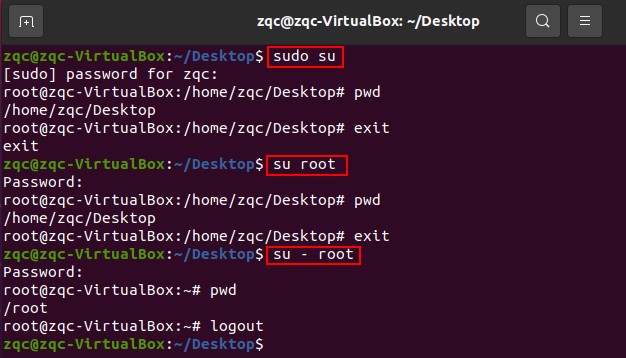 zqc@zqc-VirtualBox: ~/Desktop
zqc@zqc-VirtualBox:~/Desktop$ sudo su
[sudo] password for zqc:
root@zqc-VirtualBox:/home/zqc/Desktop# pwd
/home/zqc/Desktop
root@zqc-VirtualBox:/home/zqc/Desktop# exit
exit
zqc@zqc-VirtualBox:~/Desktop$ su root
Password:
root@zqc-VirtualBox:/home/zqc/Desktop# pwd
/home/zqc/Desktop
root@zqc-VirtualBox:/home/zqc/Desktop# exit
zqc@zqc-VirtualBox:~/Desktop$ su - root
Password:
root@zqc-VirtualBox:~# pwd
/root
root@zqc-VirtualBox:~# logout
zqc@zqc-VirtualBox:~/Desktop$